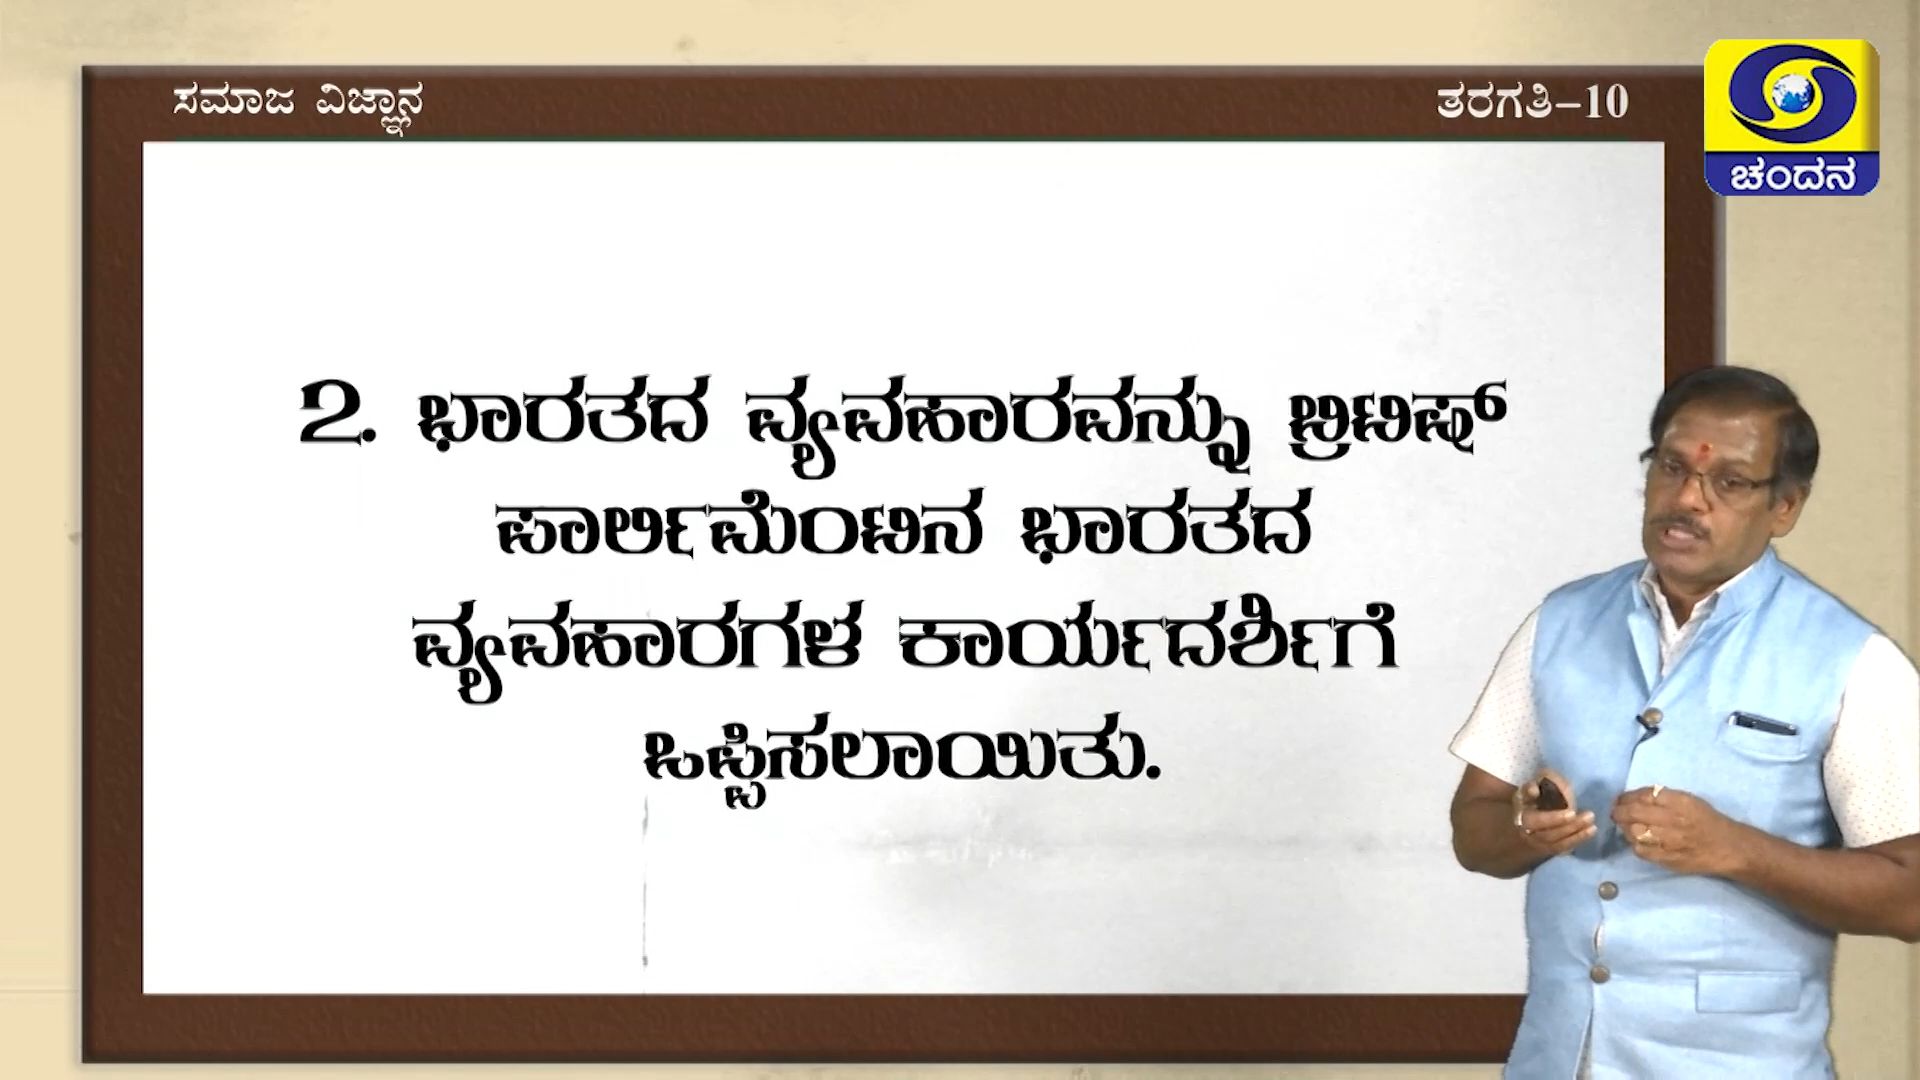 ಸಮಾಜ ವಿಜ್ಞಾನ
ತರಗತಿ-10
ಚಂದನ
2. ಭಾರತದ ವ್ಯವಹಾರವನ್ನು ಬ್ರಿಟಿಷ್
ಪಾರ್ಲಿಮೆಂಟಿನ ಭಾರತದ
ವ್ಯವಹಾರಗಳ ಕಾರ್ಯದರ್ಶಿಗೆ
ಒಪ್ಪಿಸಲಾಯಿತು.